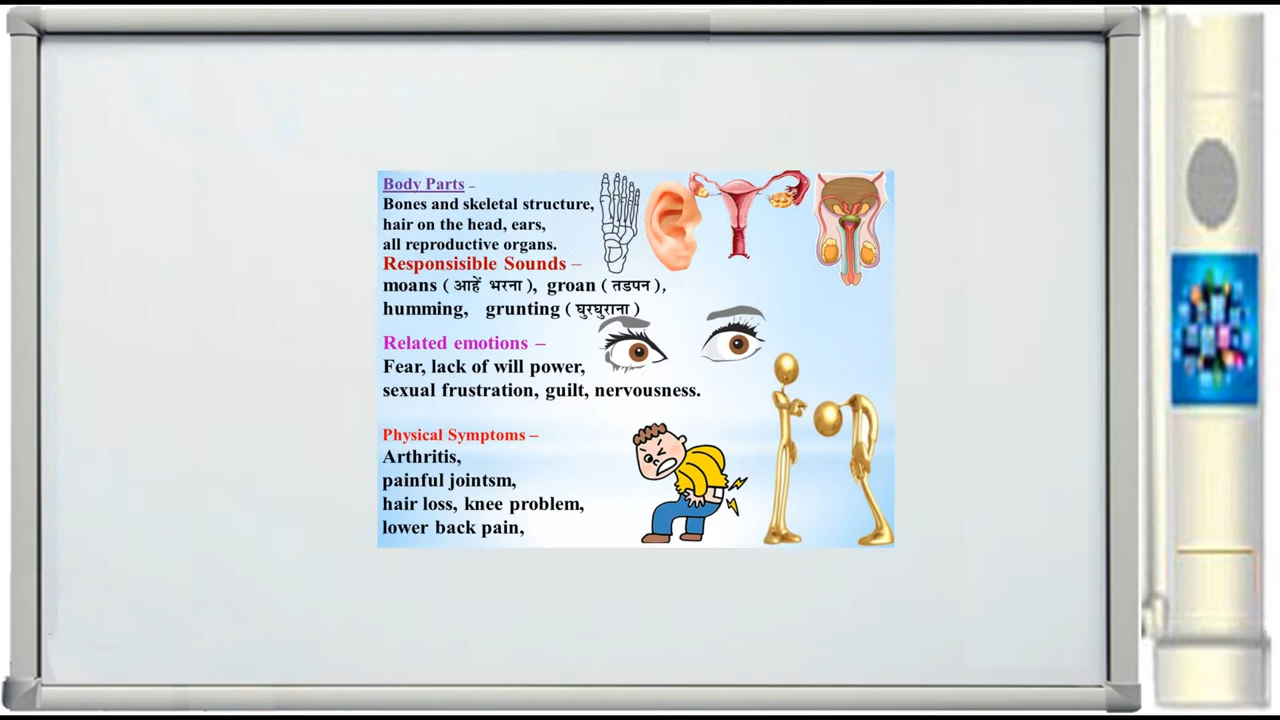 Body Parts –
Bones and skeletal structure,
hair on the head, ears,
all reproductive organs.
Responsisible Sounds –
moans ( आहें भरना ), groan ( तडपन ),
humming, grunting ( घुरघुराना )
Related emotions –
Fear, lack of will power,
sexual frustration, guilt, nervousness.
Physical Symptoms –
Arthritis,
painful jointsm,
hair loss, knee problem,
lower back pain,